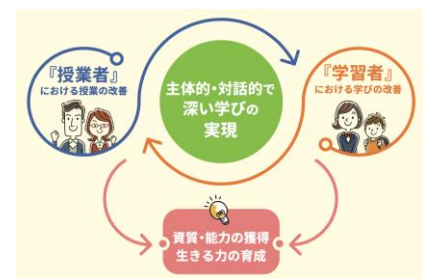 『授業者』
における授業の改善
主体的・対話的で
深い学びの
実現
『学習者』
における学びの改善
資質・能力の獲得
生きる力の育成